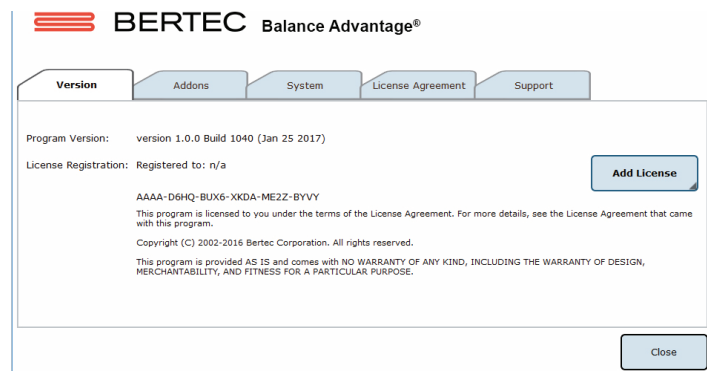 BERTEC Balance Advantage®
Version Addons System License Agreement Support
Program Version: version 1.0.0 Build 1040 (Jan 25 2017)
License Registration: Registered to: n/a
Add License
AAAA-D6HQ-BUX6-XKDA-ME2Z-BYVY
This program is licensed to you under the terms of the License Agreement. For more details, see the License Agreement that came
with this program.
Copyright (C) 2002-2016 Bertec Corporation. All rights reserved.
This program is provided AS IS and comes with NO WARRANTY OF ANY KIND, INCLUDING THE WARRANTY OF DESIGN,
MERCHANTABILITY, AND FITNESS FOR A PARTICULAR PURPOSE.
Close